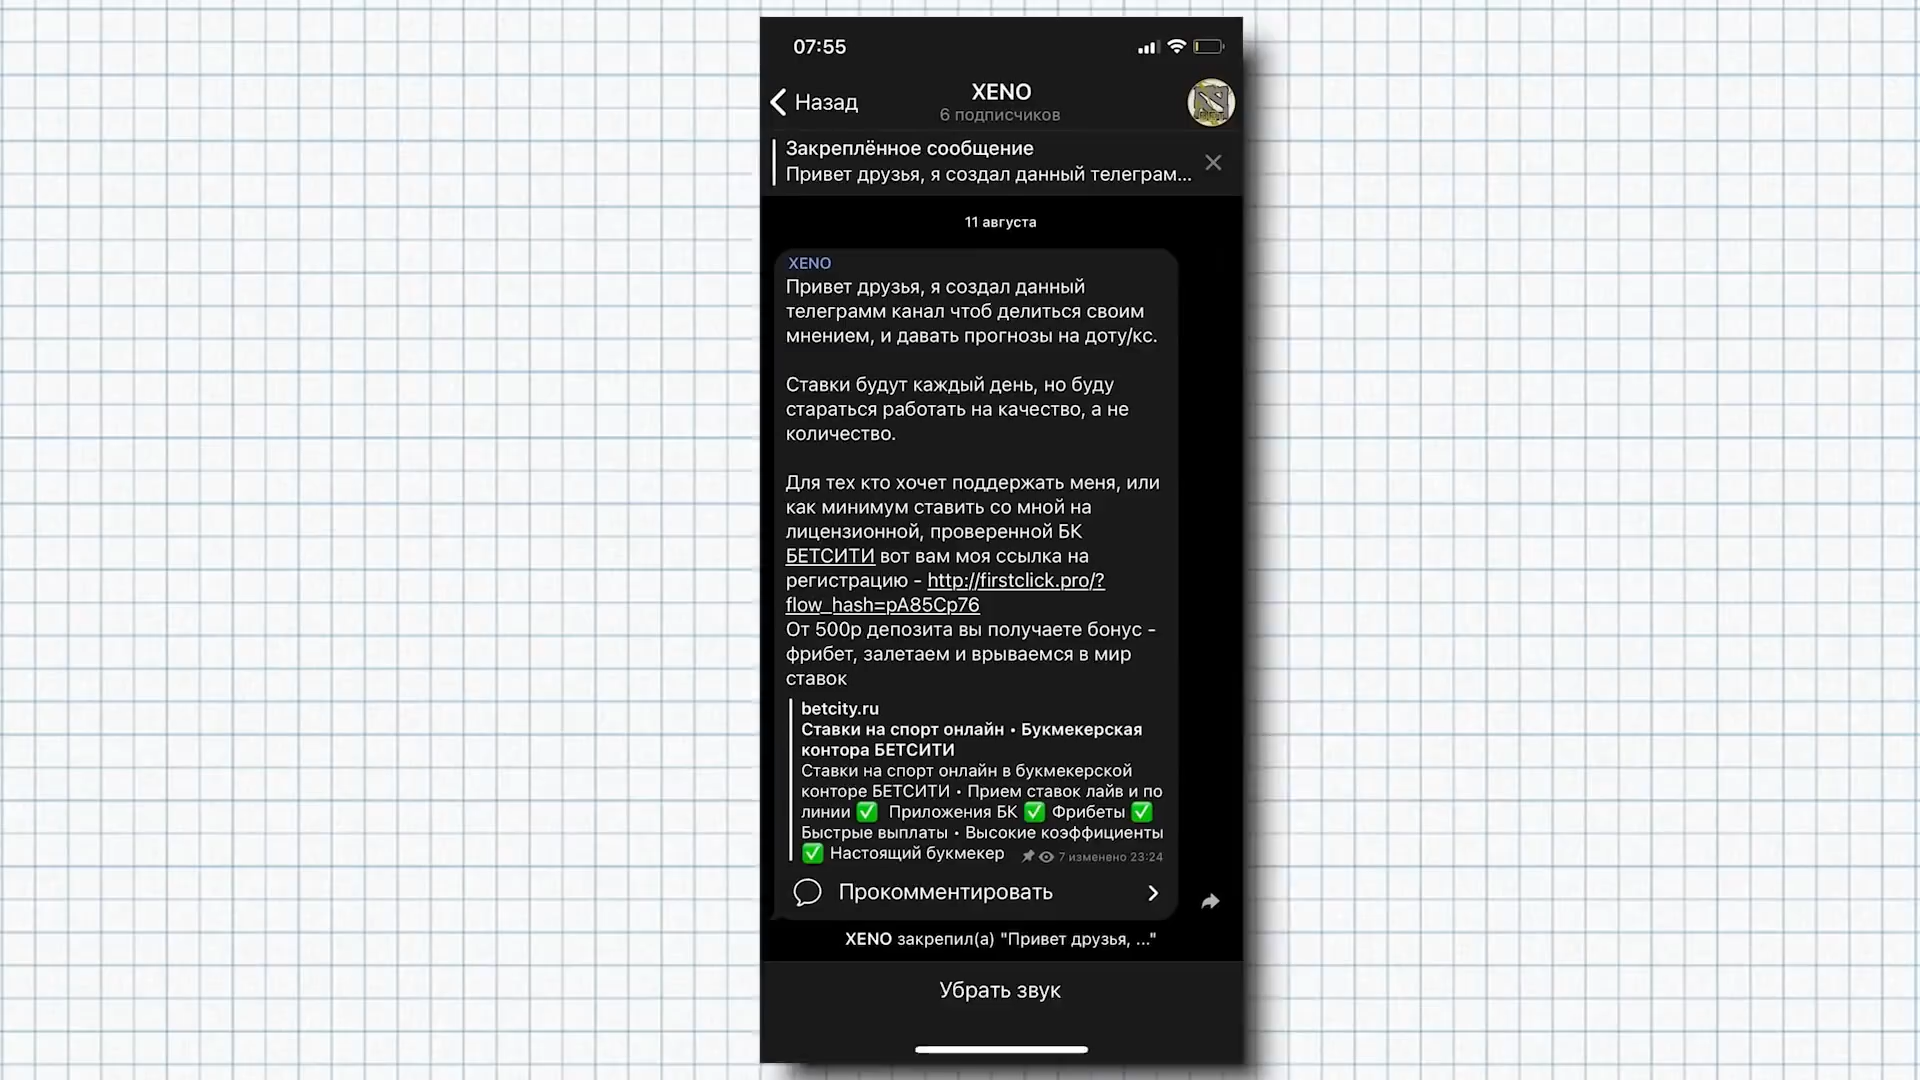 07:55
Назад
XENO
6 подписчиков
Закреплённое сообщение
Привет друзья, я создал данный телеграм...
11 августа
XENO
Привет друзья, я создал данный
телеграмм канал чтоб делиться своим
мнением, и давать прогнозы на доту/кс.
Ставки будут каждый день, но буду
стараться работать на качество, а не
количество.
Для тех кто хочет поддержать меня, или
как минимум ставить со мной на
лицензионной, проверенной БК
БЕТСИТИ вот вам моя ссылка на
регистрацию - http://firstclick.pro/?
flow_hash=pA85Cp76
От 500р депозита вы получаете бонус -
фрибет, залетаем и врываемся в мир
ставок
betcity.ru
Ставки на спорт онлайн • Букмекерская
контора БЕТСИТИ
Ставки на спорт онлайн в букмекерской
конторе БЕТСИТИ • Прием ставок лайв и по
линии ✅ Приложения БК ✅ Фрибеты ✅
Быстрые выплаты • Высокие коэффициенты
✅ Настоящий букмекер 7 изменено 23:24
Прокомментировать
XENO закрепил(а) "Привет друзья, ..."
Убрать звук